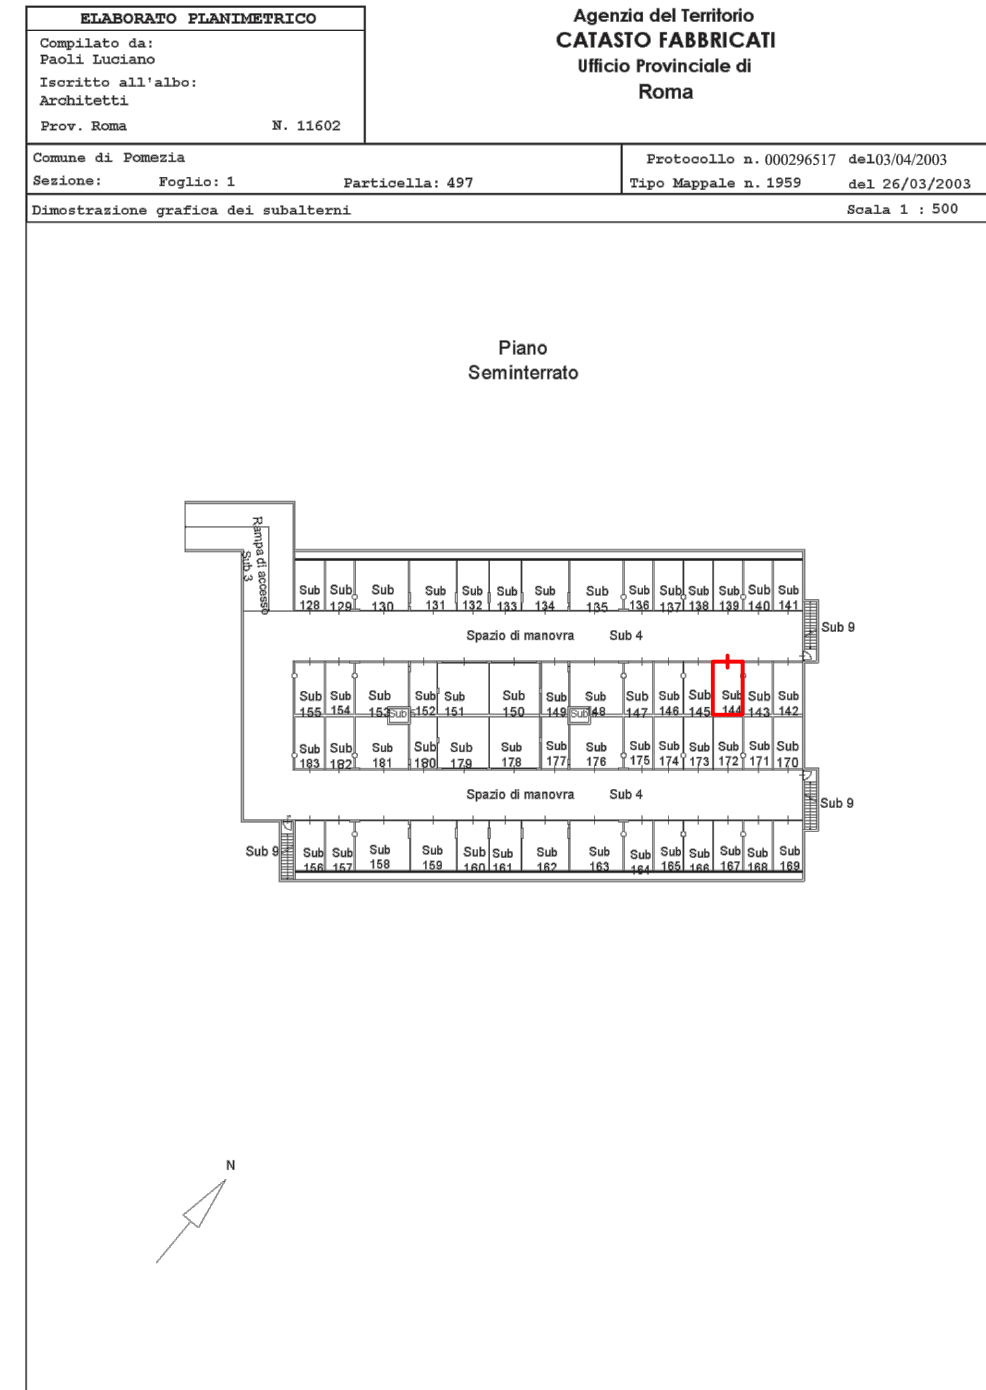 ELABORATO PLANIMETRICO
Compilato da:
Paoli Luciano
Iscritto all'albo:
Architetti
Prov. Roma N. 11602
Agenzia del Territorio
CATASTO FABBRICATI
Ufficio Provinciale di
Roma
Comune di Pomezia
Sezione: Foglio: 1 Particella: 497
Protocollo n. 000296517 del 03/04/2003
Tipo Mappale n. 1959 del 26/03/2003
Dimostrazione grafica dei subalterni Scala 1 : 500
Piano
Seminterrato
Rampa di accesso
Sub 3
Sub Sub Sub Sub Sub Sub Sub Sub Sub Sub Sub Sub Sub Sub
128 129 130 131 132 133 134 135 136 137 138 139 140 141
Spazio di manovra Sub 4
Sub 9
Sub Sub Sub Sub Sub Sub Sub Sub Sub Sub Sub Sub Sub Sub
155 154 153 152 151 150 149 148 147 146 145 144 143 142
Sub
Sub
Sub Sub Sub Sub Sub Sub Sub Sub Sub Sub Sub Sub Sub Sub
183 182 181 180 179 178 177 176 175 174 173 172 171 170
Spazio di manovra Sub 4
Sub 9
Sub 9
Sub Sub Sub Sub Sub Sub Sub Sub Sub Sub Sub Sub Sub Sub
156 157 158 159 160 161 162 163 164 165 166 167 168 169
N